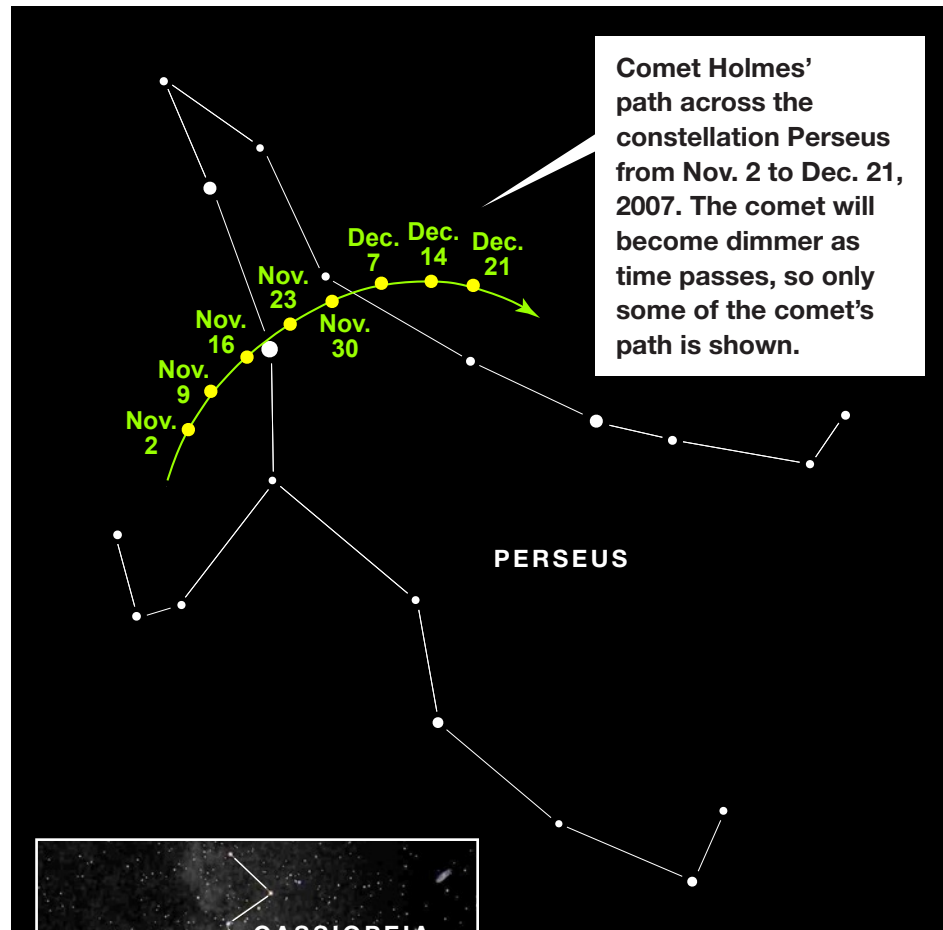 Comet Holmes'
path across the
constellation Perseus
from Nov. 2 to Dec. 21,
2007. The comet will
become dimmer as
time passes, so only
some of the comet's
path is shown.
Dec.
7
Dec.
14
Dec.
21
Nov.
23
Nov.
30
Nov.
16
Nov.
9
Nov.
2
PERSEUS
CASSIOPEIA